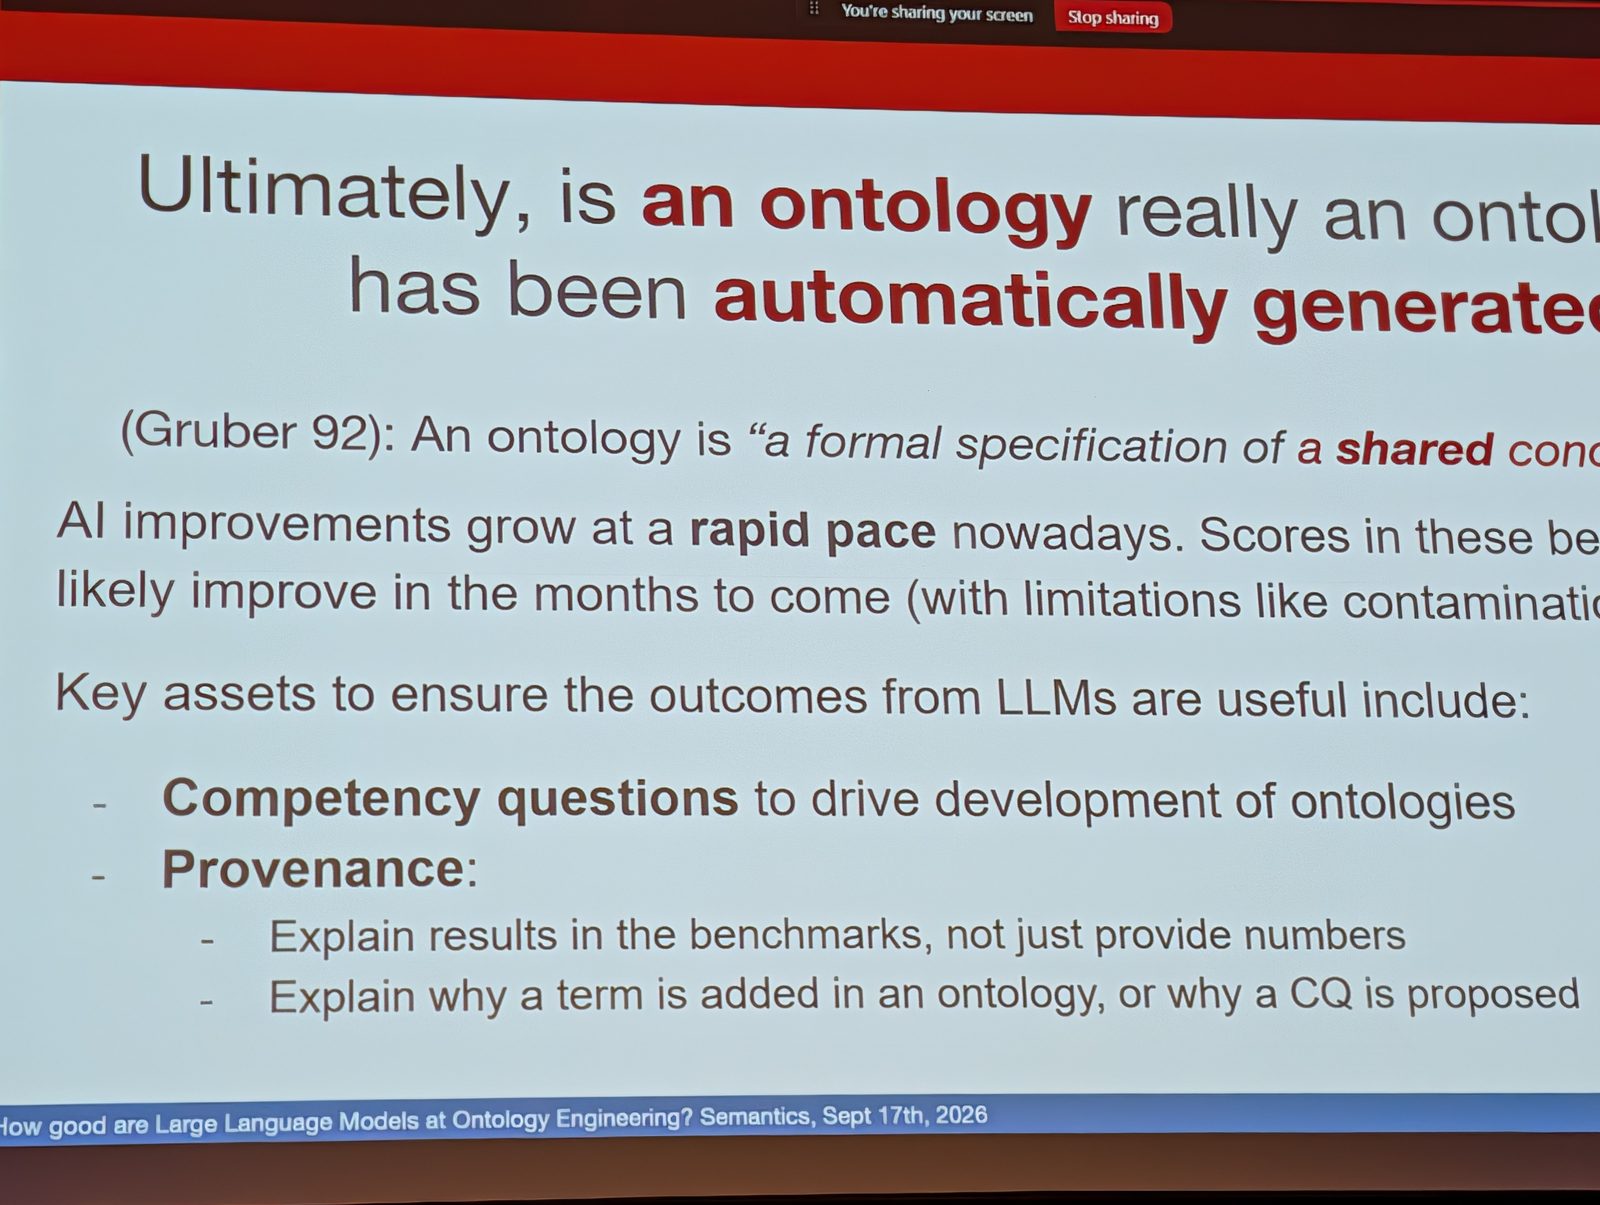 You're sharing your screen
Stop sharing
Ultimately, is an ontology really an ontol
has been automatically generated
(Gruber 92): An ontology is “a formal specification of a shared conc
AI improvements grow at a rapid pace nowadays. Scores in these be
likely improve in the months to come (with limitations like contaminatio
Key assets to ensure the outcomes from LLMs are useful include:
- Competency questions to drive development of ontologies
- Provenance:
- Explain results in the benchmarks, not just provide numbers
- Explain why a term is added in an ontology, or why a CQ is proposed
How good are Large Language Models at Ontology Engineering? Semantics, Sept 17th, 2026